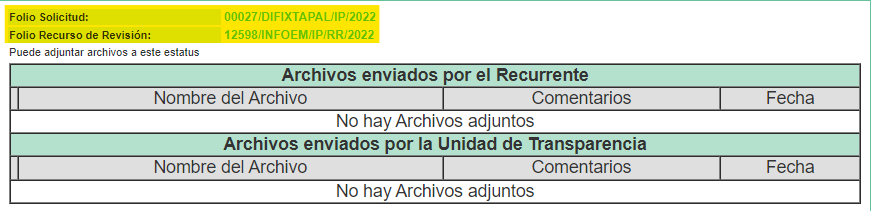 Folio Solicitud: 00027/DIFIXTAPAL/IP/2022
Folio Recurso de Revisión: 12598/INFOEM/IP/RR/2022
Puede adjuntar archivos a este estatus
Archivos enviados por el Recurrente
Nombre del Archivo Comentarios Fecha
No hay Archivos adjuntos
Archivos enviados por la Unidad de Transparencia
Nombre del Archivo Comentarios Fecha
No hay Archivos adjuntos